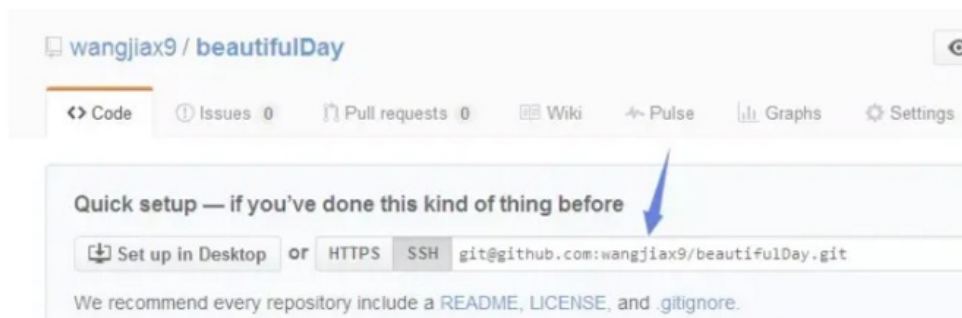 wangjiax9 / beautifulDay
<> Code Issues 0 Pull requests 0 Wiki Pulse Graphs Settings
Quick setup — if you've done this kind of thing before
Set up in Desktop or HTTPS SSH git@github.com:wangjiax9/beautifulDay.git
We recommend every repository include a README, LICENSE, and .gitignore.